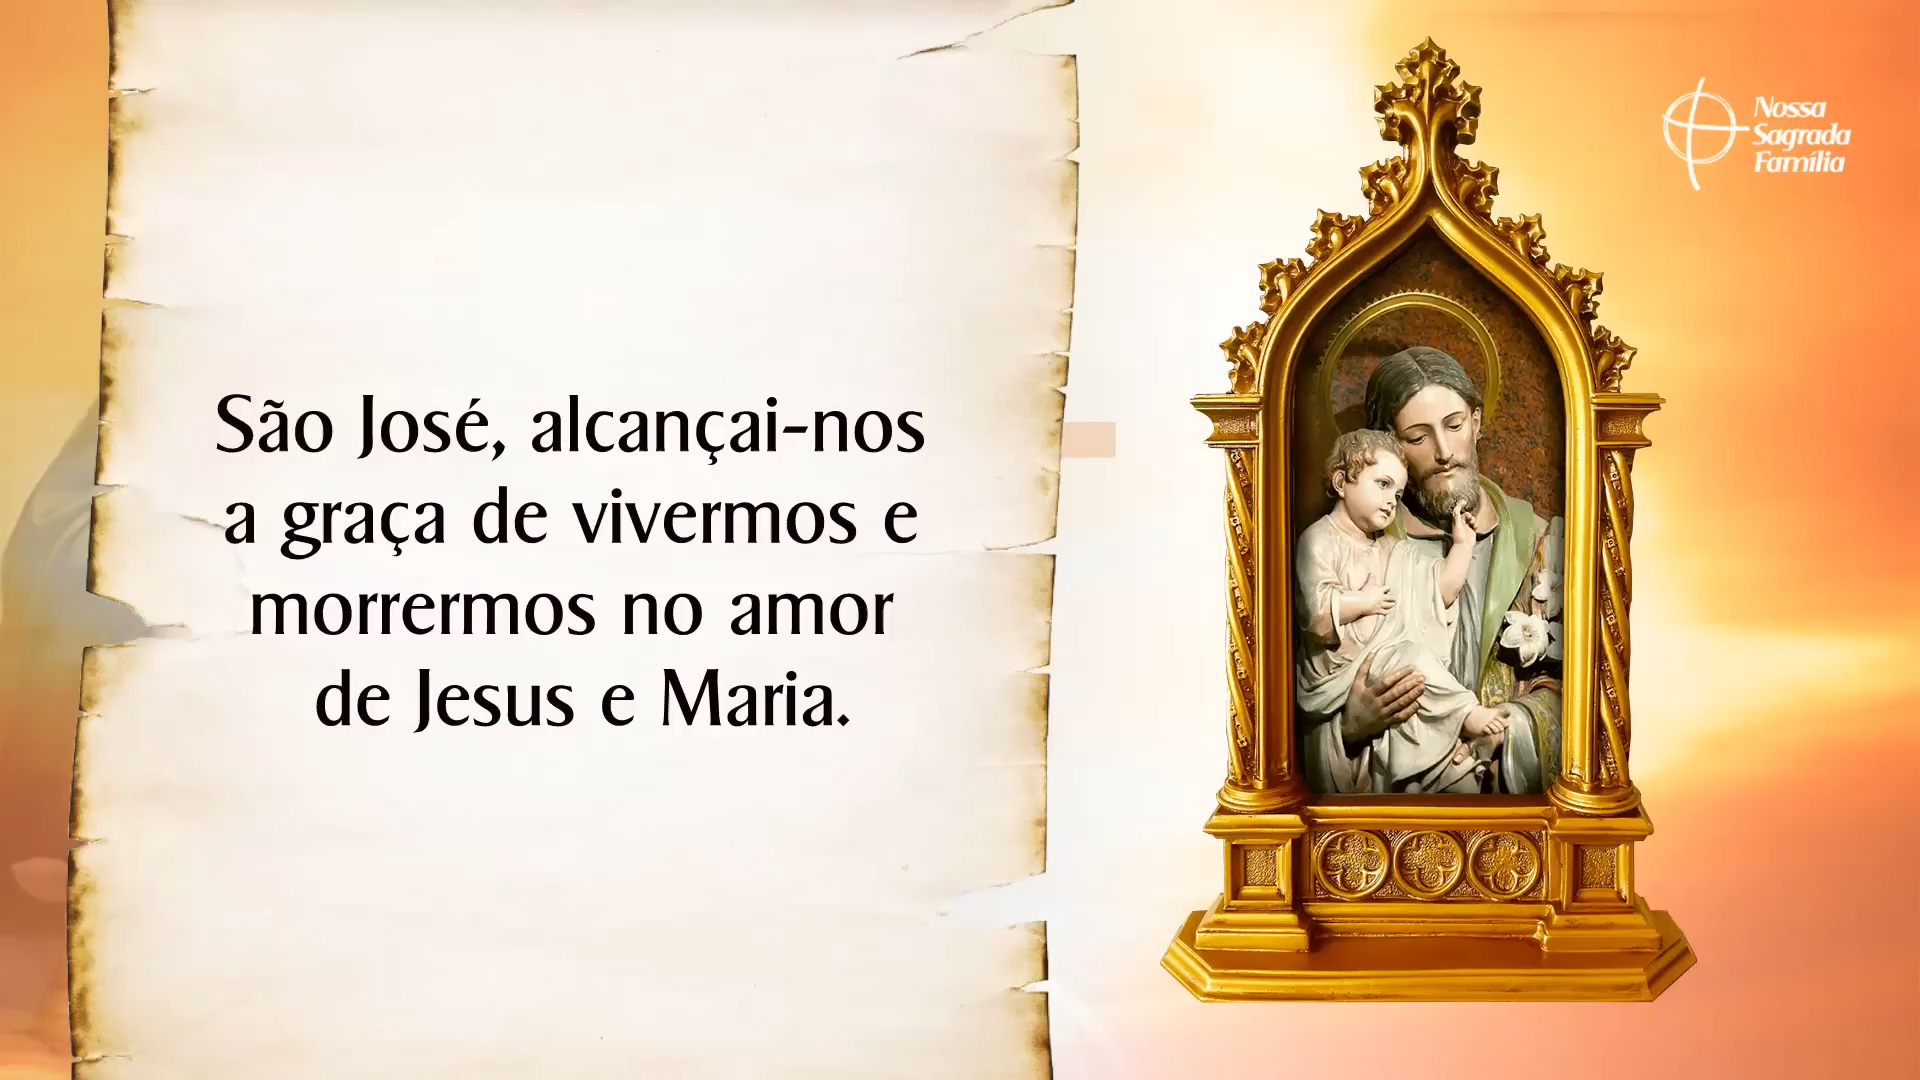 São José, alcançai-nos
a graça de vivermos e
morrermos no amor
de Jesus e Maria.
Nossa
Sagrada
Família